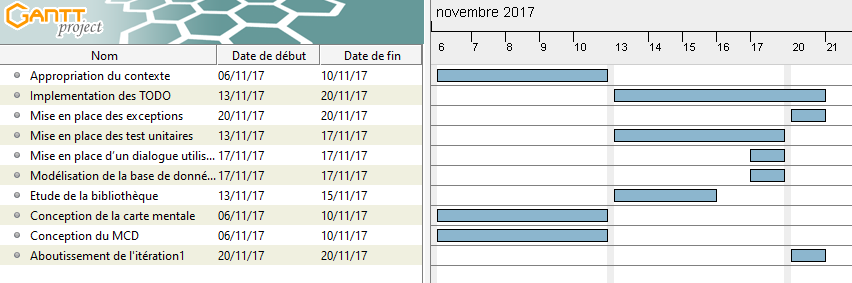 GANTT
project
novembre 2017
Nom Date de début Date de fin
6 7 8 9 10 13 14 15 16 17 20 21
Appropriation du contexte 06/11/17 10/11/17
Implementation des TODO 13/11/17 20/11/17
Mise en place des exceptions 20/11/17 20/11/17
Mise en place des test unitaires 13/11/17 17/11/17
Mise en place d'un dialogue utilis... 17/11/17 17/11/17
Modélisation de la base de donné... 17/11/17 17/11/17
Etude de la bibliothèque 13/11/17 15/11/17
Conception de la carte mentale 06/11/17 10/11/17
Conception du MCD 06/11/17 10/11/17
Aboutissement de l'itération1 20/11/17 20/11/17